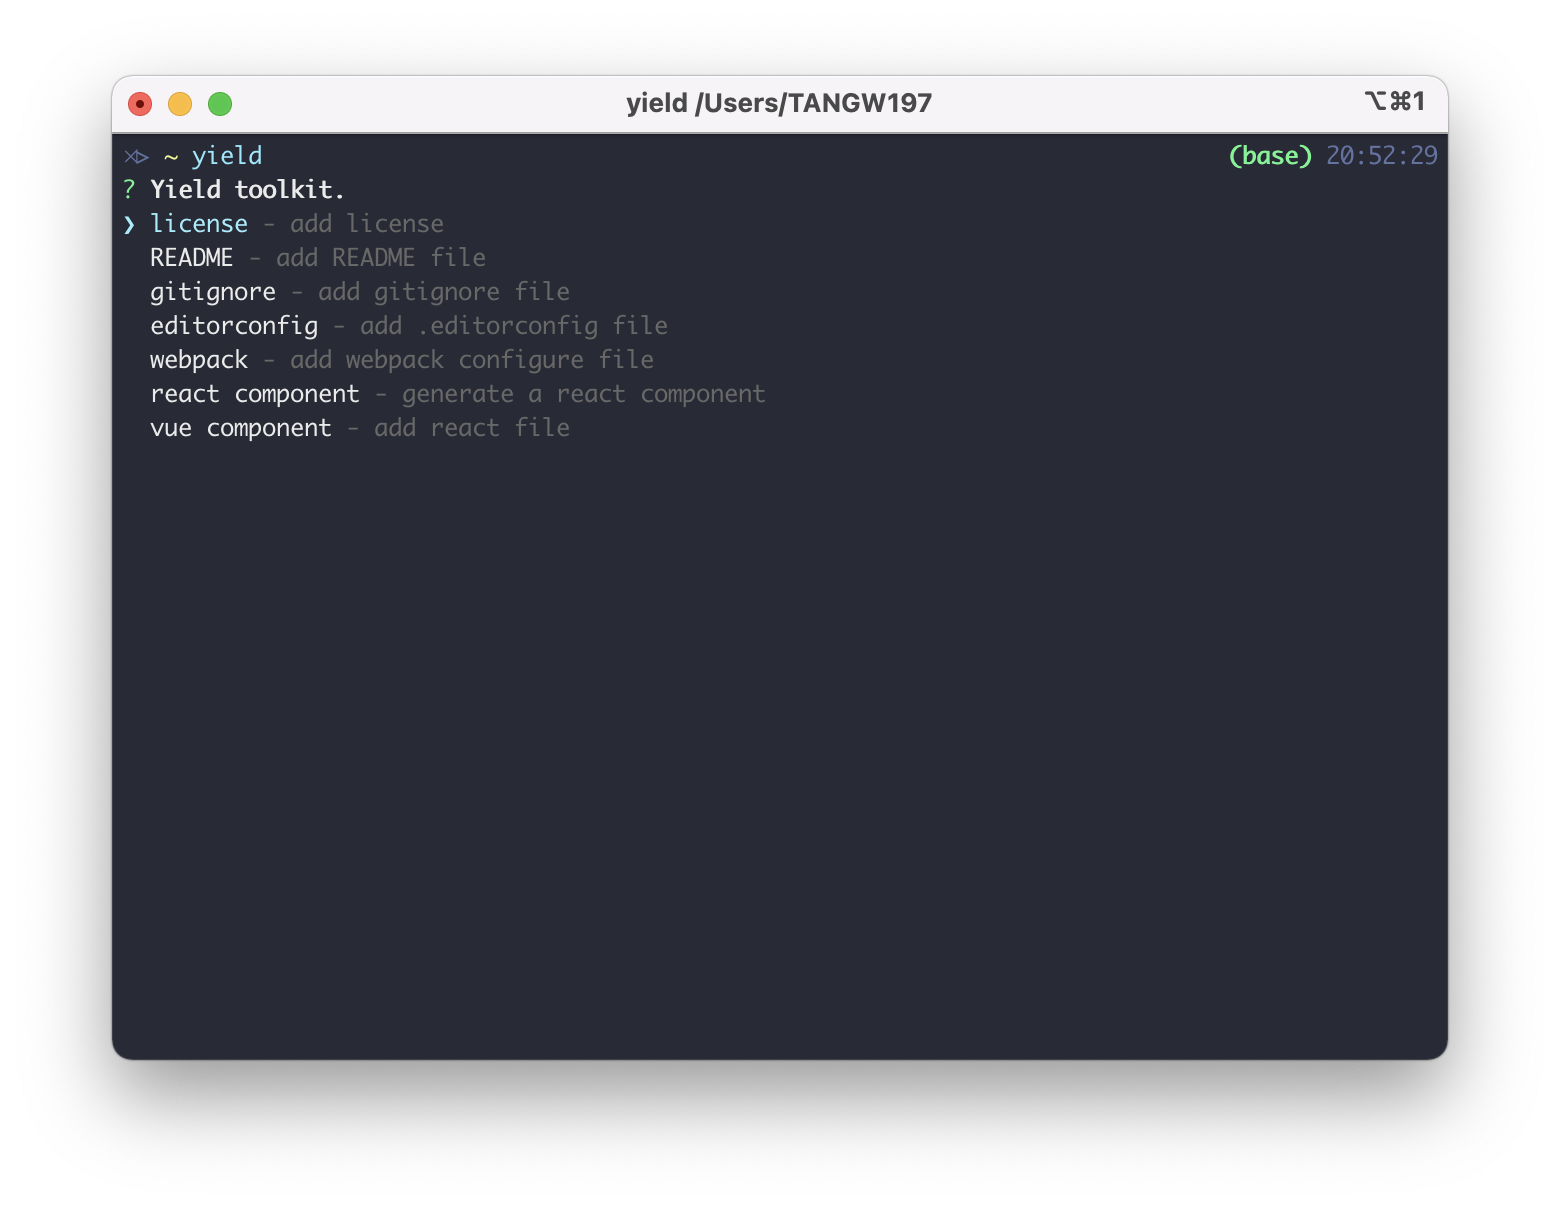 yield /Users/TANGW197
⌥⌘1
~ yield (base) 20:52:29
? Yield toolkit.
❯ license - add license
README - add README file
gitignore - add gitignore file
editorconfig - add .editorconfig file
webpack - add webpack configure file
react component - generate a react component
vue component - add react file